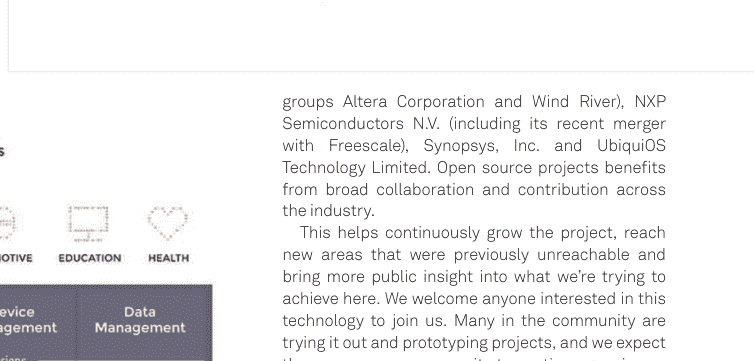 s
OTIVE EDUCATION HEALTH
evice
agement
Data
Management
groups Altera Corporation and Wind River), NXP
Semiconductors N.V. (including its recent merger
with Freescale), Synopsys, Inc. and UbiquiOS
Technology Limited. Open source projects benefits
from broad collaboration and contribution across
the industry.
This helps continuously grow the project, reach
new areas that were previously unreachable and
bring more public insight into what we're trying to
achieve here. We welcome anyone interested in this
technology to join us. Many in the community are
trying it out and prototyping projects, and we expect